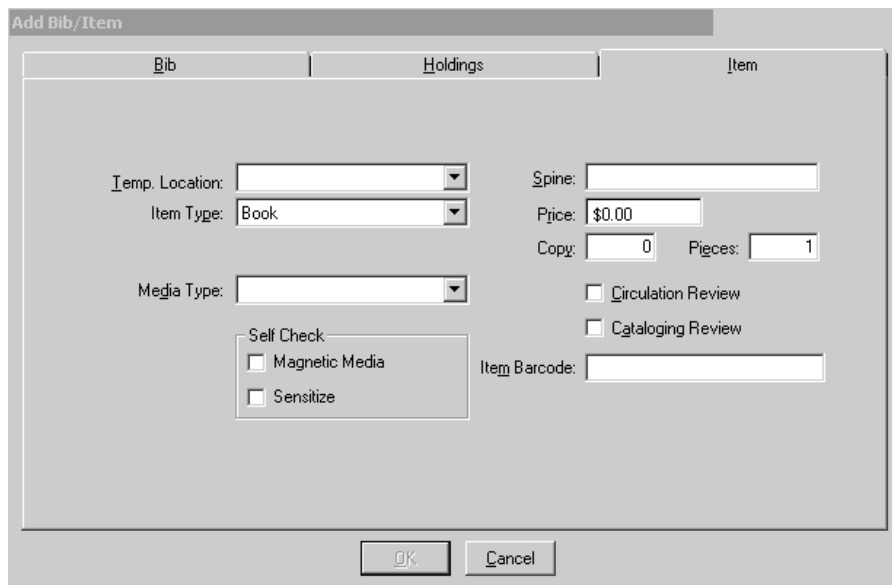 Add Bib/Item
Bib Holdings Item
Temp. Location: Spine:
Item Type: Book Price: $0.00
Copy: 0 Pieces: 1
Media Type: Circulation Review
Self Check Cataloging Review
Magnetic Media Item Barcode:
Sensitize
OK Cancel